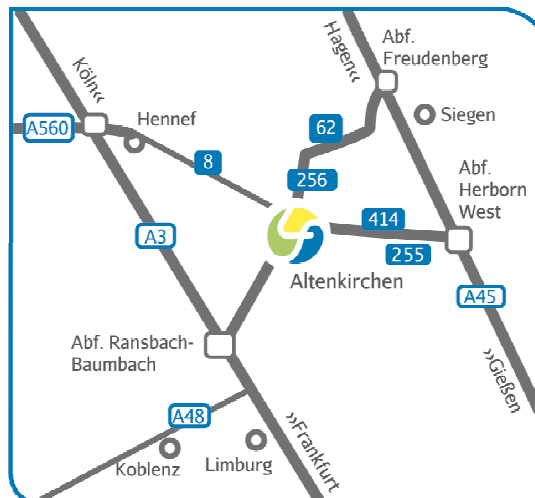 Hagen‹‹
Abf.
Freudenberg
Köln‹‹
A560
Hennef
62
Siegen
8
256
Abf.
Herborn
West
414
A3
255
Altenkirchen
A45
Abf. Ransbach-
Baumbach
››Gießen
A48
››Frankfurt
Koblenz
Limburg